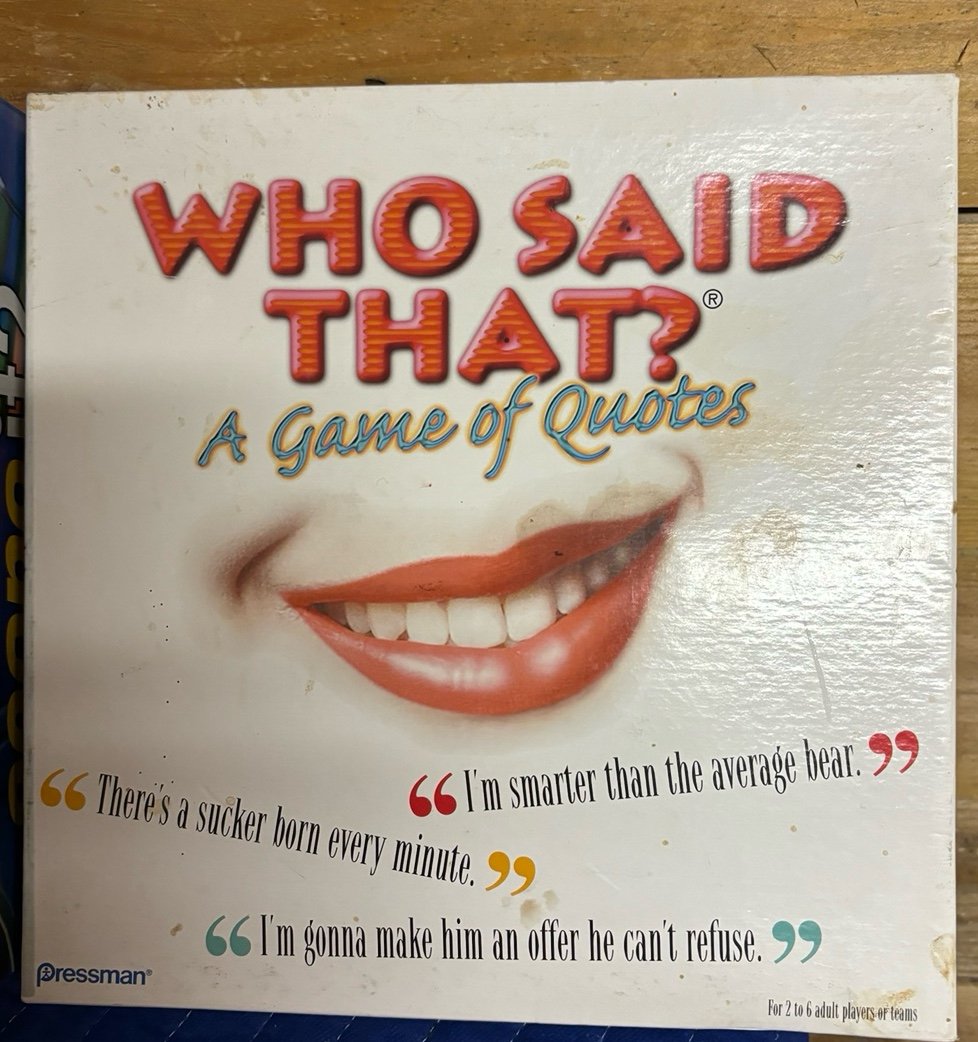 WHO SAID
THAT?®
A Game of Quotes
“I'm smarter than the average bear.”
“There's a sucker born every minute.”
“I'm gonna make him an offer he can't refuse.”
pressman®
For 2 to 6 adult players or teams